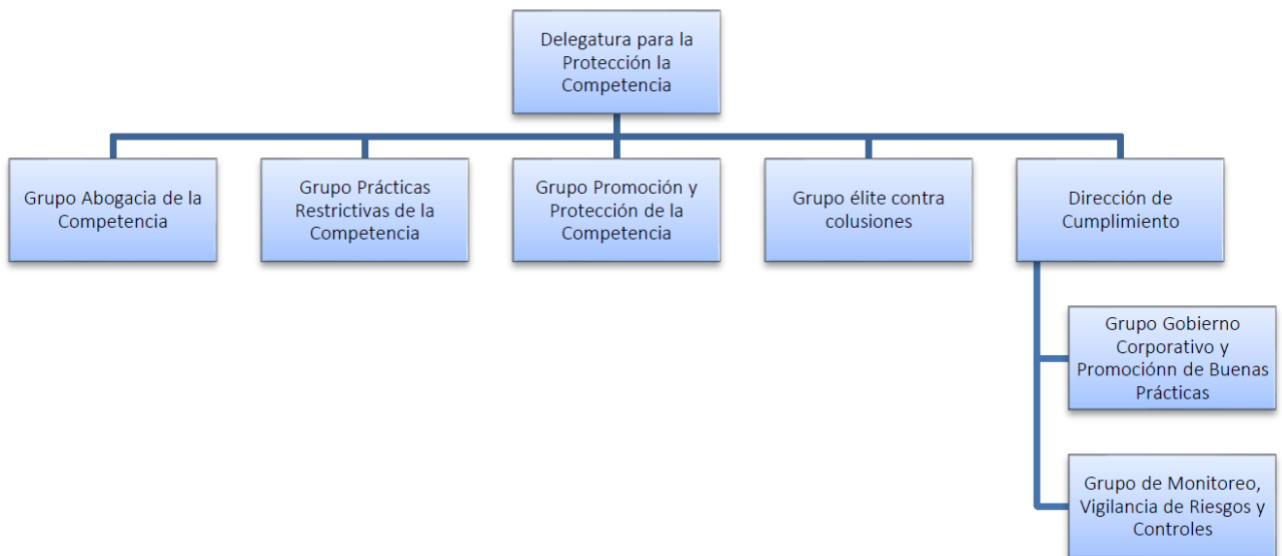 Delegatura para la
Protección la
Competencia
Grupo Abogacia de la
Competencia
Grupo Prácticas
Restrictivas de la
Competencia
Grupo Promoción y
Protección de la
Competencia
Grupo élite contra
colusiones
Dirección de
Cumplimiento
Grupo Gobierno
Corporativo y
Promociónn de Buenas
Prácticas
Grupo de Monitoreo,
Vigilancia de Riesgos y
Controles